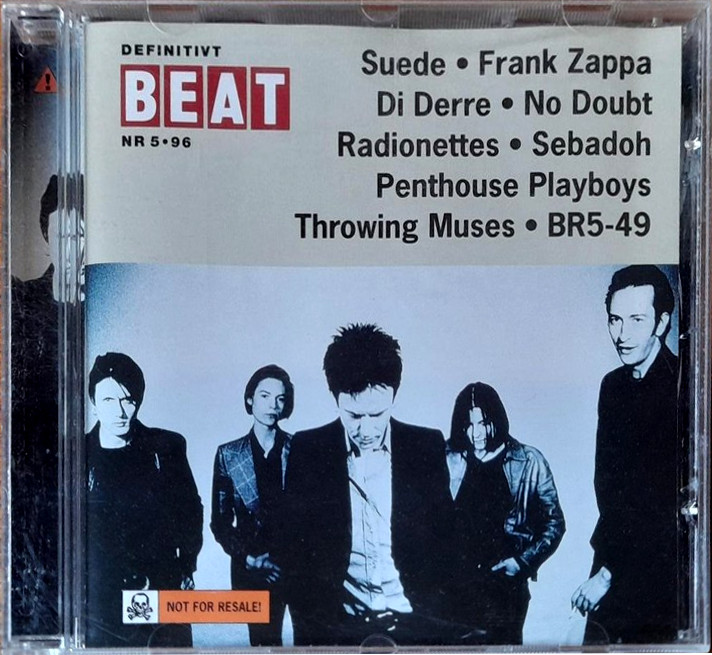 DEFINITIVT
BEAT
NR 5•96
Suede • Frank Zappa
Di Derre • No Doubt
Radionettes • Sebadoh
Penthouse Playboys
Throwing Muses • BR5-49
NOT FOR RESALE!